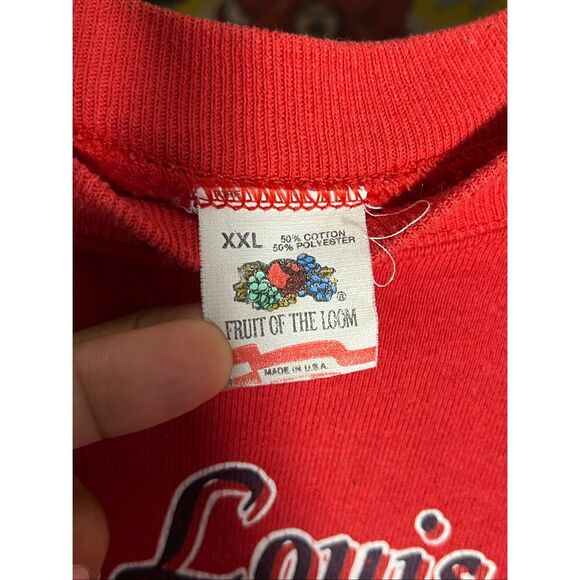 XXL 50% COTTON
50% POLYESTER
®
FRUIT OF THE LOOM
MADE IN U.S.A.
Louis